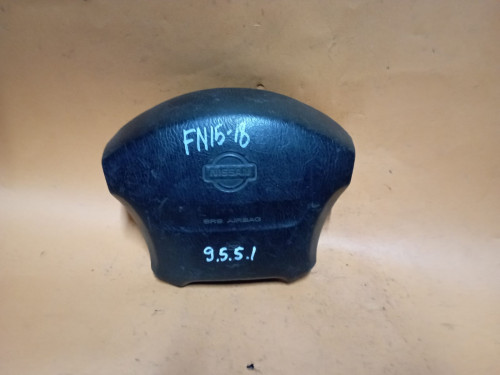 FN15-18
NISSAN
SRS AIRBAG
9.5.5.1